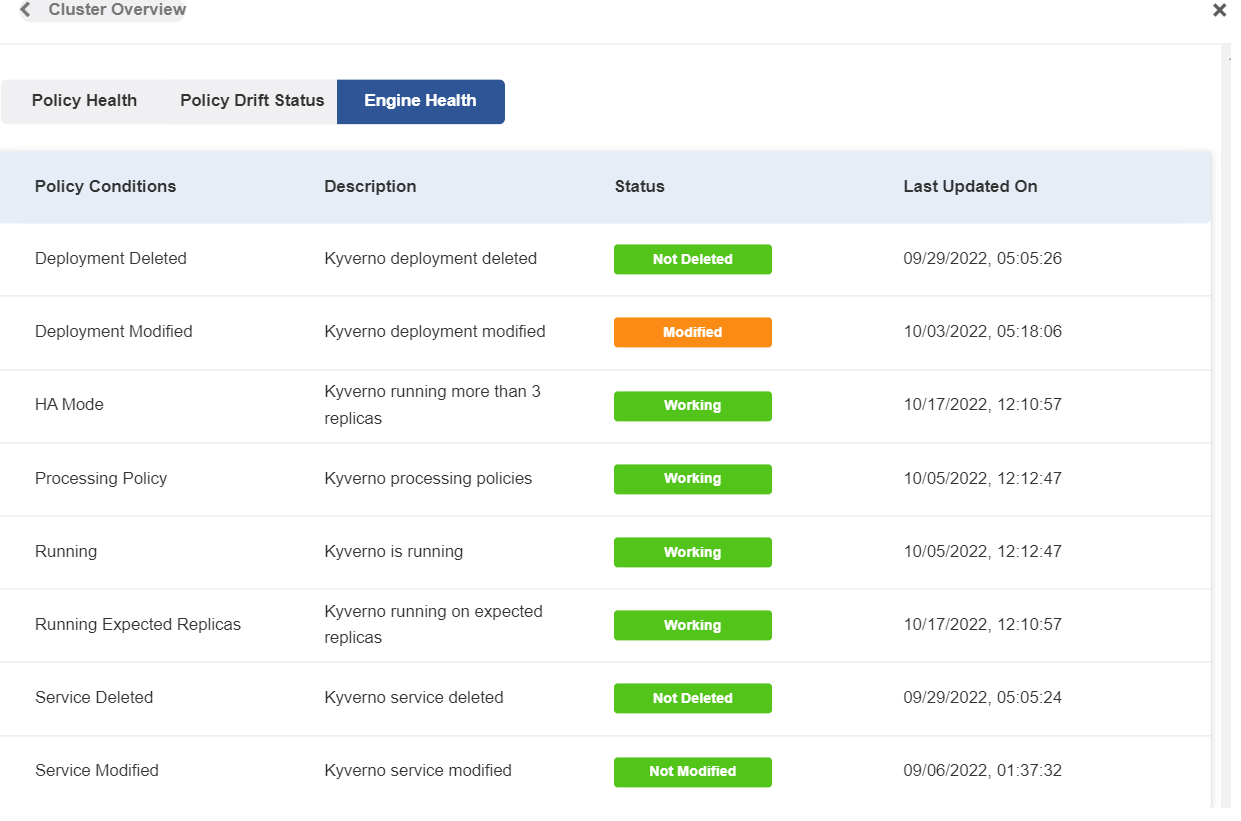 Cluster Overview
Policy Health Policy Drift Status Engine Health
Policy Conditions Description Status Last Updated On
Deployment Deleted Kyverno deployment deleted Not Deleted 09/29/2022, 05:05:26
Deployment Modified Kyverno deployment modified Modified 10/03/2022, 05:18:06
HA Mode Kyverno running more than 3
replicas Working 10/17/2022, 12:10:57
Processing Policy Kyverno processing policies Working 10/05/2022, 12:12:47
Running Kyverno is running Working 10/05/2022, 12:12:47
Running Expected Replicas Kyverno running on expected
replicas Working 10/17/2022, 12:10:57
Service Deleted Kyverno service deleted Not Deleted 09/29/2022, 05:05:24
Service Modified Kyverno service modified Not Modified 09/06/2022, 01:37:32